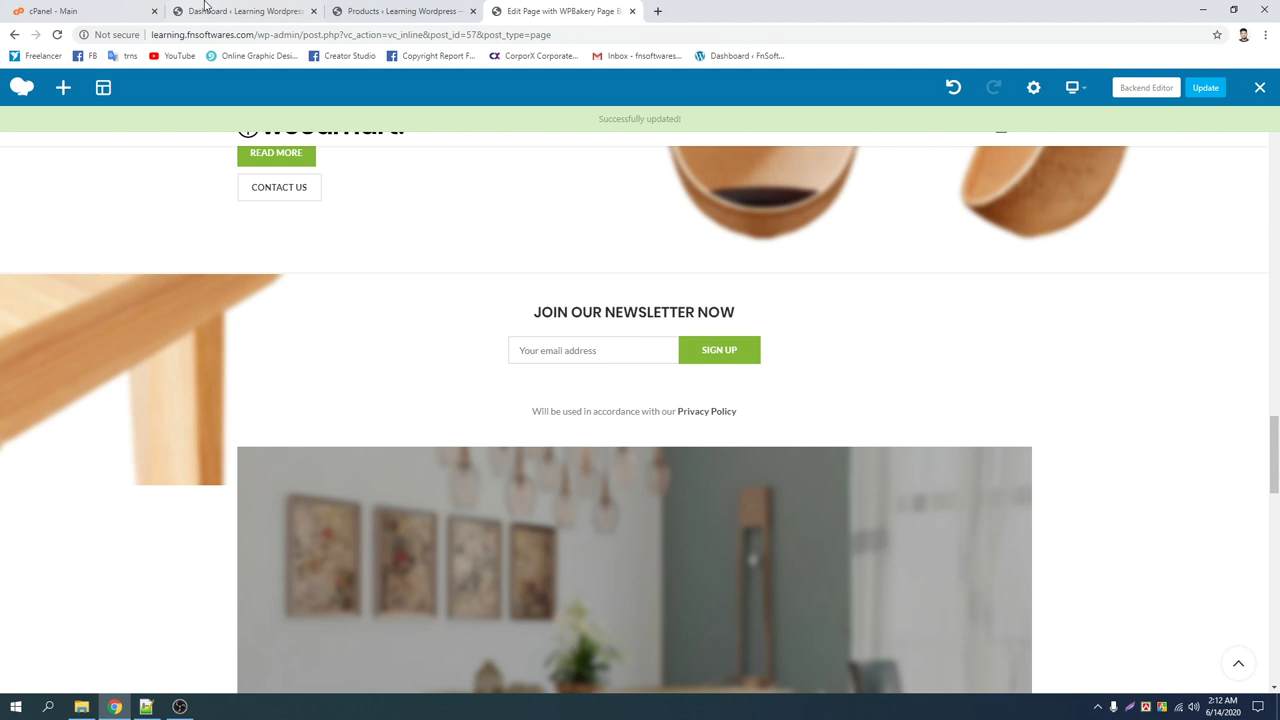 cPanel - Main
Dashboard ‹ Learning Wordpress
Products ‹ Learning Wordpress –
Edit Page with WPBakery Page B
Not secure
learning.fnsoftwares.com/wp-admin/post.php?vc_action=vc_inline&post_id=57&post_type=page
Freelancer
FB
trns
YouTube
Online Graphic Desi...
Creator Studio
Copyright Report F...
CorporX Corporate...
Inbox - fnsoftwares...
Dashboard ‹ FnSoft...
Backend Editor
Update
Successfully updated!
READ MORE
CONTACT US
JOIN OUR NEWSLETTER NOW
Your email address
SIGN UP
Will be used in accordance with our Privacy Policy
2:12 AM
6/14/2020